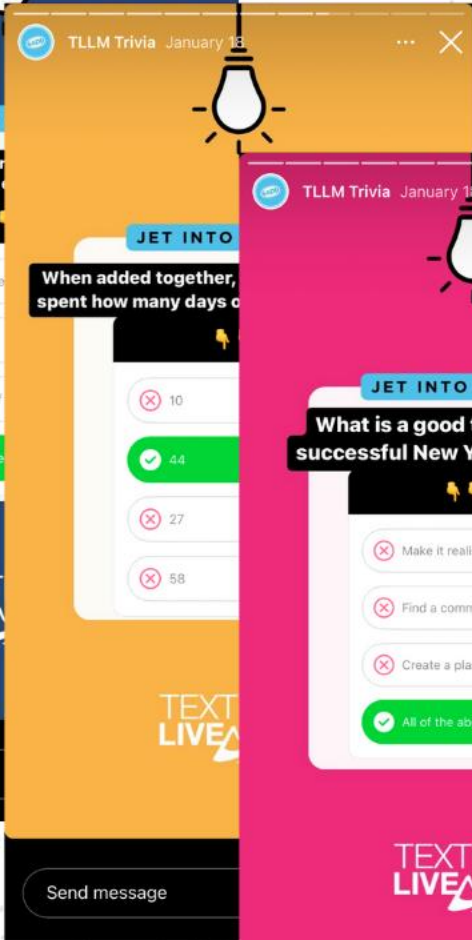 TLLM Trivia January 18
JET INTO
When added together,
spent how many days o
10
44
27
58
TEXT
LIVE
Send message
TLLM Trivia January 18
JET INTO
What is a good
successful New Y
Make it reali
Find a comm
Create a pla
All of the ab
TEXT
LIVE